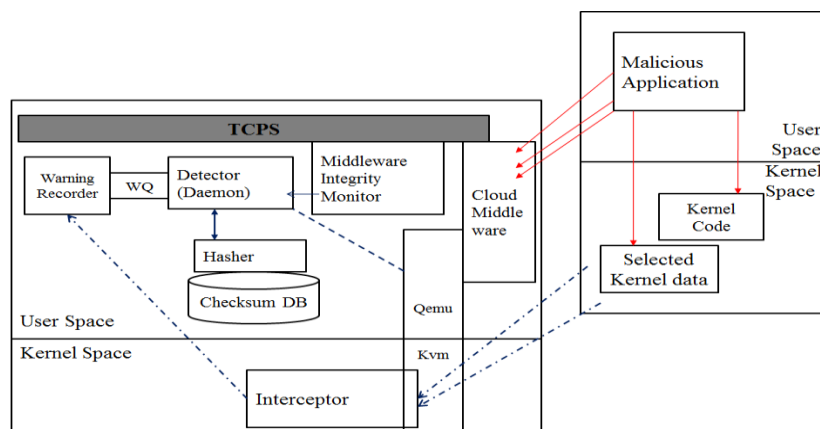 TCPS
Warning
Recorder
WQ
Detector
(Daemon)
Middleware
Integrity
Monitor
Cloud Middle
ware
Hasher
Checksum DB
Qemu
User Space
Kernel Space
Kvm
Interceptor
Malicious
Application
User
Space
Kernel
Space
Kernel
Code
Selected
Kernel data